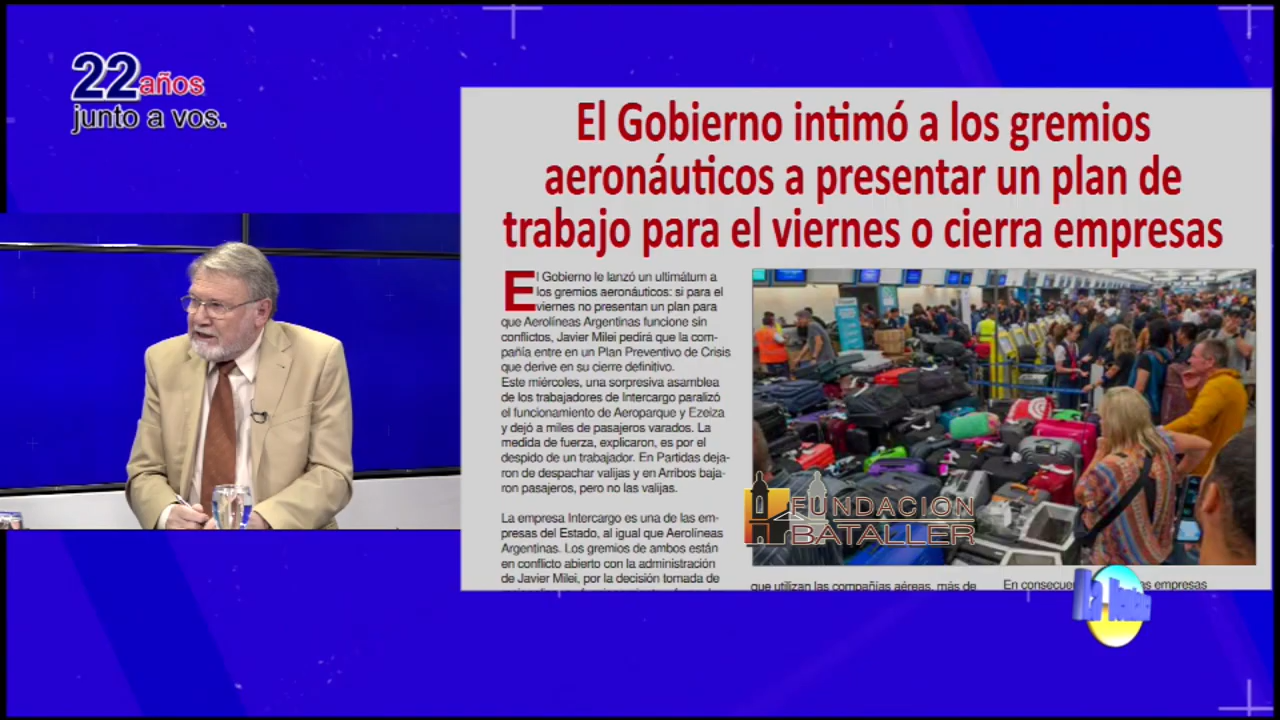 22 años
junto a vos.
El Gobierno intimó a los gremios
aeronáuticos a presentar un plan de
trabajo para el viernes o cierra empresas
El Gobierno le lanzó un ultimátum a
los gremios aeronáuticos: si para el
viernes no presentan un plan para
que Aerolíneas Argentinas funcione sin
conflictos, Javier Milei pedirá que la com-
pañía entre en un Plan Preventivo de Crisis
que derive en su cierre definitivo.
Este miércoles, una sorpresiva asamblea
de los trabajadores de Intercargo paralizó
el funcionamiento de Aeroparque y Ezeiza
y dejó a miles de pasajeros varados. La
medida de fuerza, explicaron, es por el
despido de un trabajador. En Partidas deja-
ron de despachar valijas y en Arribos baja-
ron pasajeros, pero no las valijas.
La empresa Intercargo es una de las em-
presas del Estado, al igual que Aerolíneas
Argentinas. Los gremios de ambos están
en conflicto abierto con la administración
de Javier Milei, por la decisión tomada de
FUNDACION
BATALLER
que utilizan las compañías aéreas, más de
En empresas
la